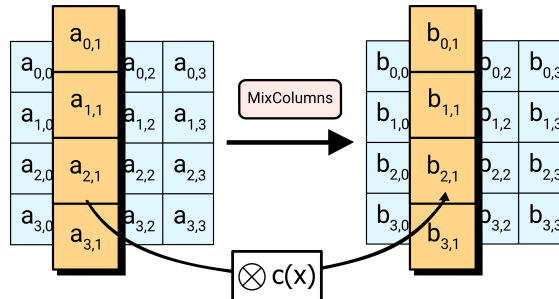 a0,0 a0,1 a0,2 a0,3
a1,0 a1,1 a1,2 a1,3
a2,0 a2,1 a2,2 a2,3
a3,0 a3,1 a3,2 a3,3
MixColumns
b0,0 b0,1 b0,2 b0,3
b1,0 b1,1 b1,2 b1,3
b2,0 b2,1 b2,2 b2,3
b3,0 b3,1 b3,2 b3,3
⊗ c(x)